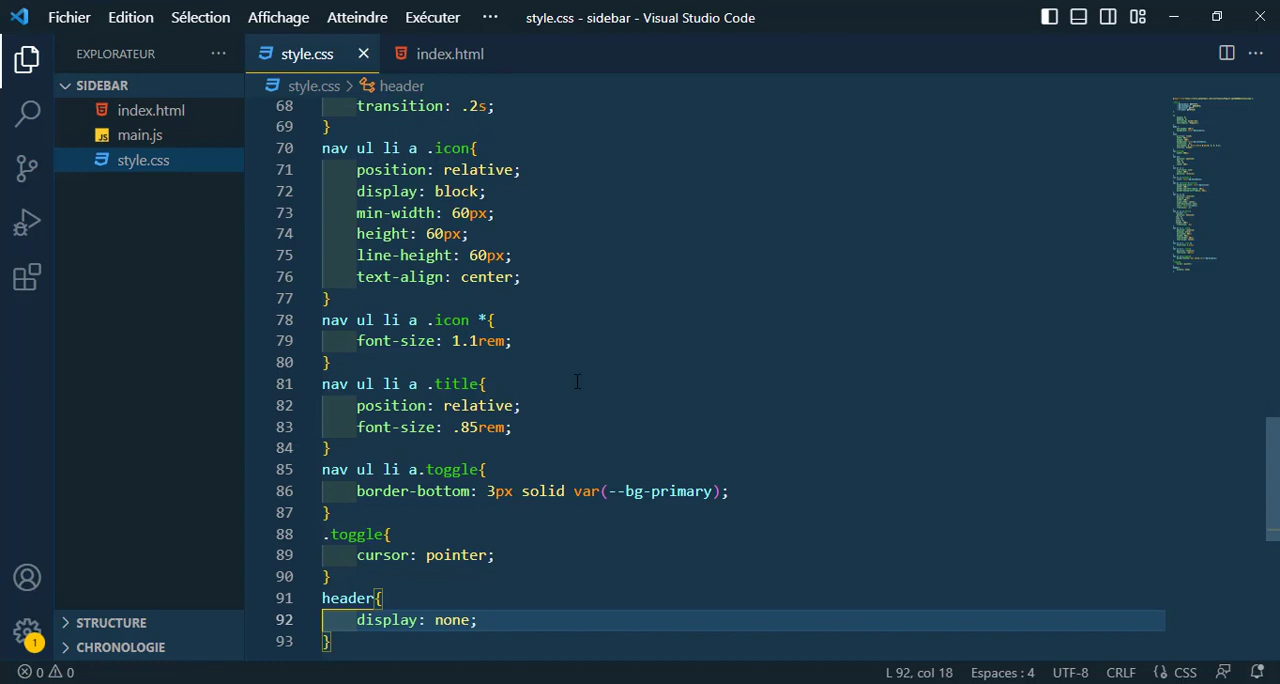 Fichier Edition Sélection Affichage Atteindre Exécuter ··· style.css - sidebar - Visual Studio Code
EXPLORATEUR ··· style.css index.html
SIDEBAR
index.html
main.js
style.css
style.css > header
68 transition: .2s;
69 }
70 nav ul li a .icon{
71 position: relative;
72 display: block;
73 min-width: 60px;
74 height: 60px;
75 line-height: 60px;
76 text-align: center;
77 }
78 nav ul li a .icon *{
79 font-size: 1.1rem;
80 }
81 nav ul li a .title{
82 position: relative;
83 font-size: .85rem;
84 }
85 nav ul li a.toggle{
86 border-bottom: 3px solid var(--bg-primary);
87 }
88 .toggle{
89 cursor: pointer;
90 }
91 header{
92 display: none;
93 }
STRUCTURE
CHRONOLOGIE
1
0 0 L 92, col 18 Espaces : 4 UTF-8 CRLF CSS